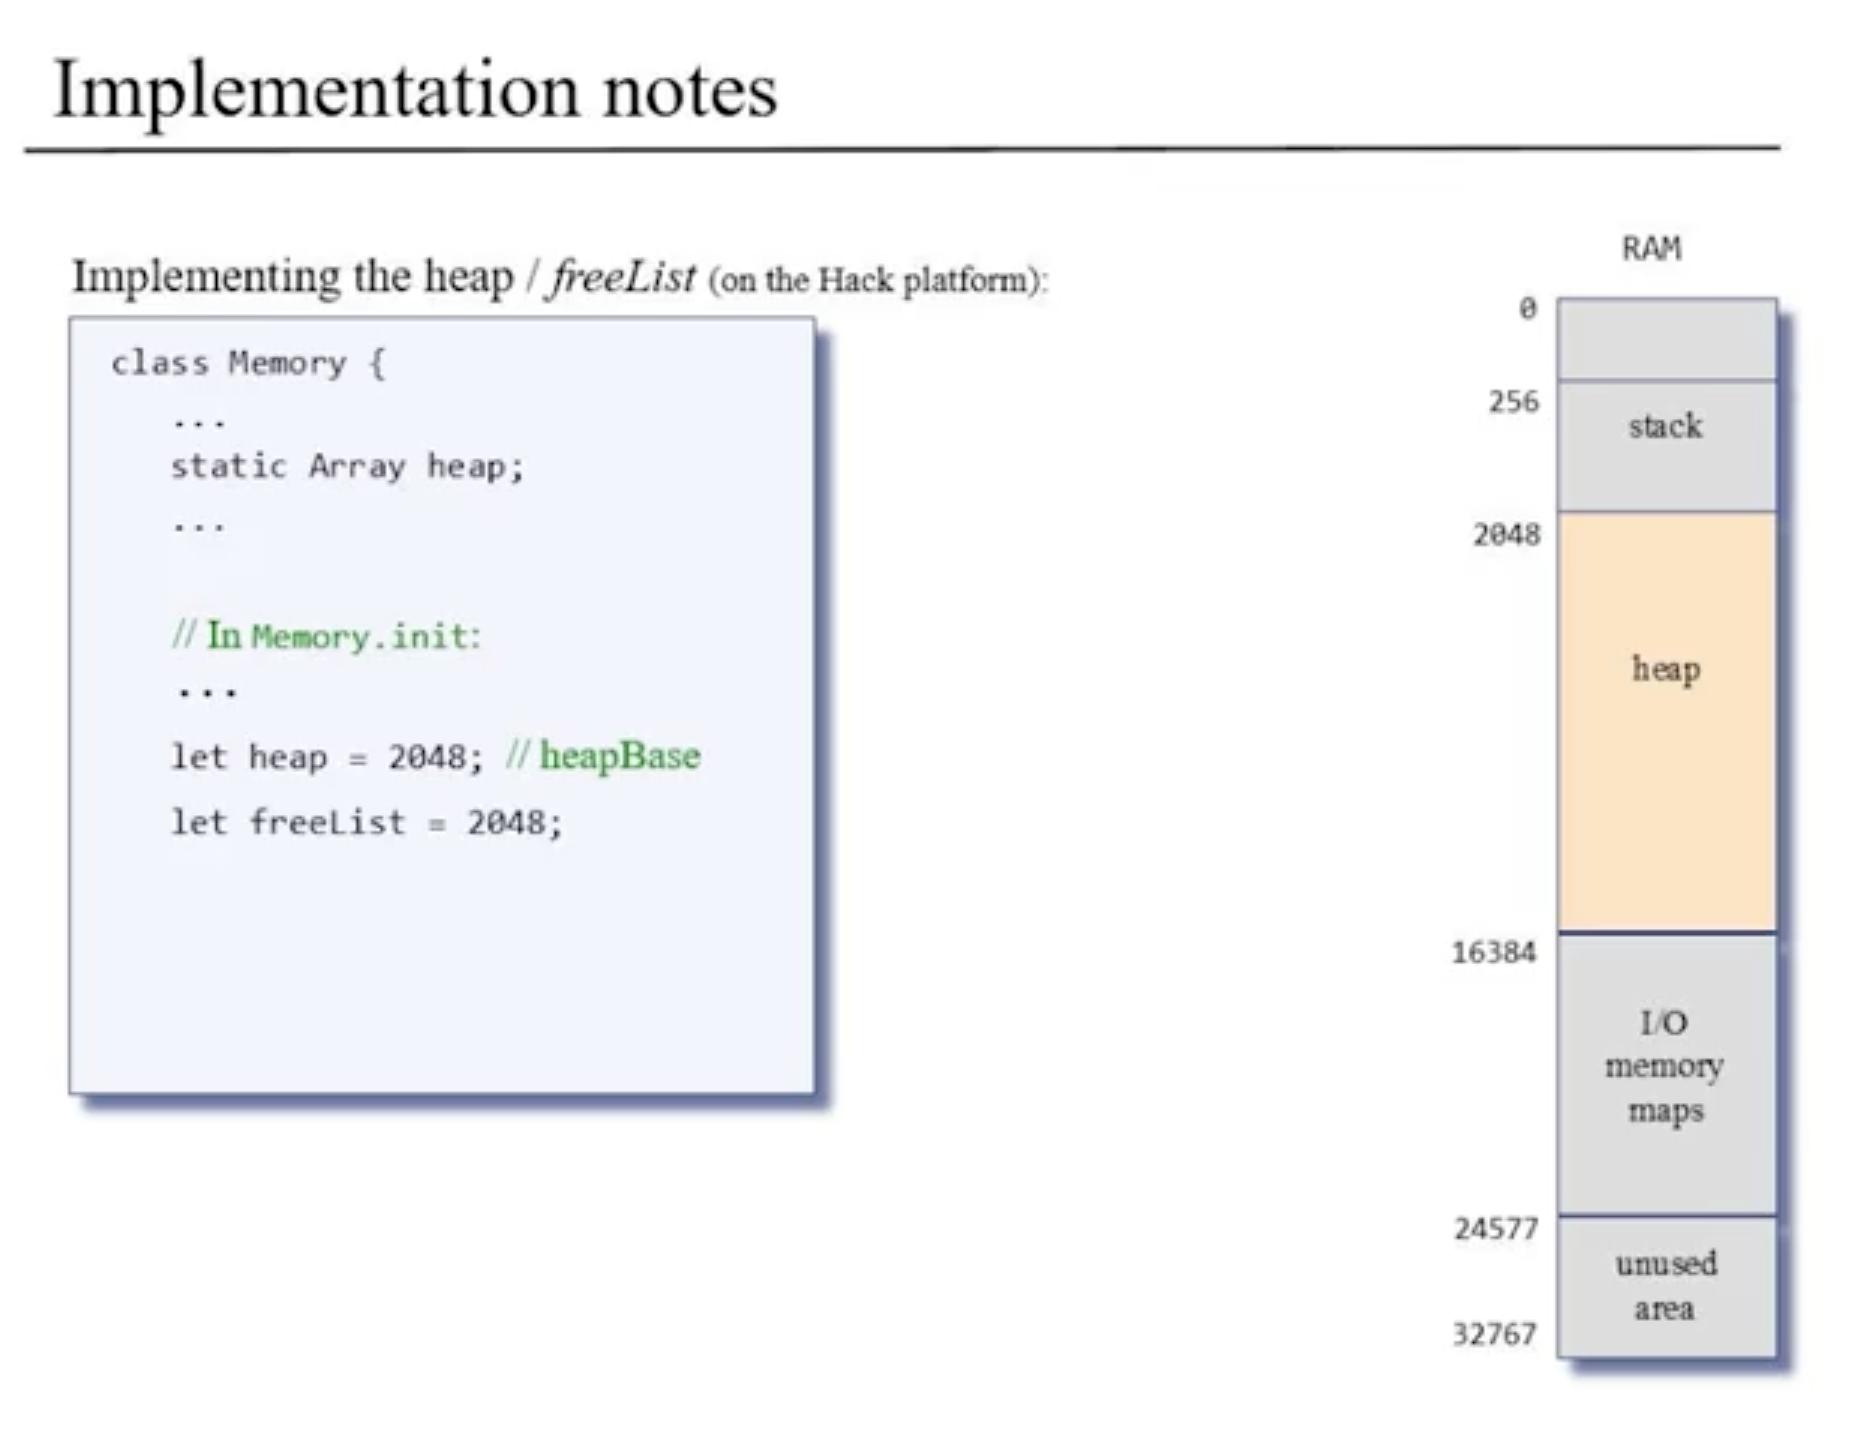 Implementation notes
Implementing the heap / freeList (on the Hack platform):
class Memory {
...
static Array heap;
...
// In Memory.init:
...
let heap = 2048; // heapBase
let freeList = 2048;
RAM
0
256
stack
2048
heap
16384
I/O
memory
maps
24577
unused
area
32767